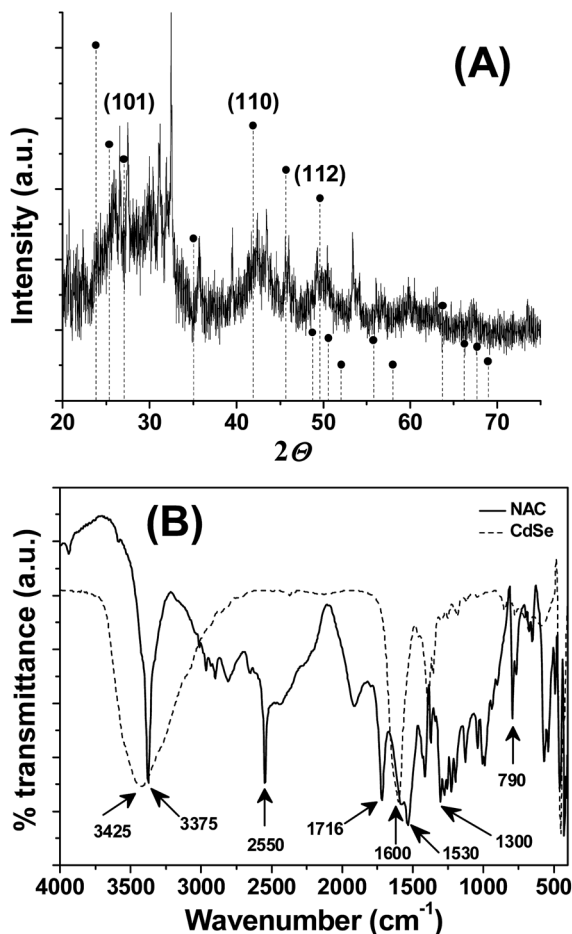 (A)
(101)
(110)
(112)
Intensity (a.u.)
20 30 40 50 60 70
2Θ
(B)
NAC
CdSe
% transmittance (a.u.)
3425
3375
2550
1716
1600
1530
1300
790
4000 3500 3000 2500 2000 1500 1000 500
Wavenumber (cm⁻¹)